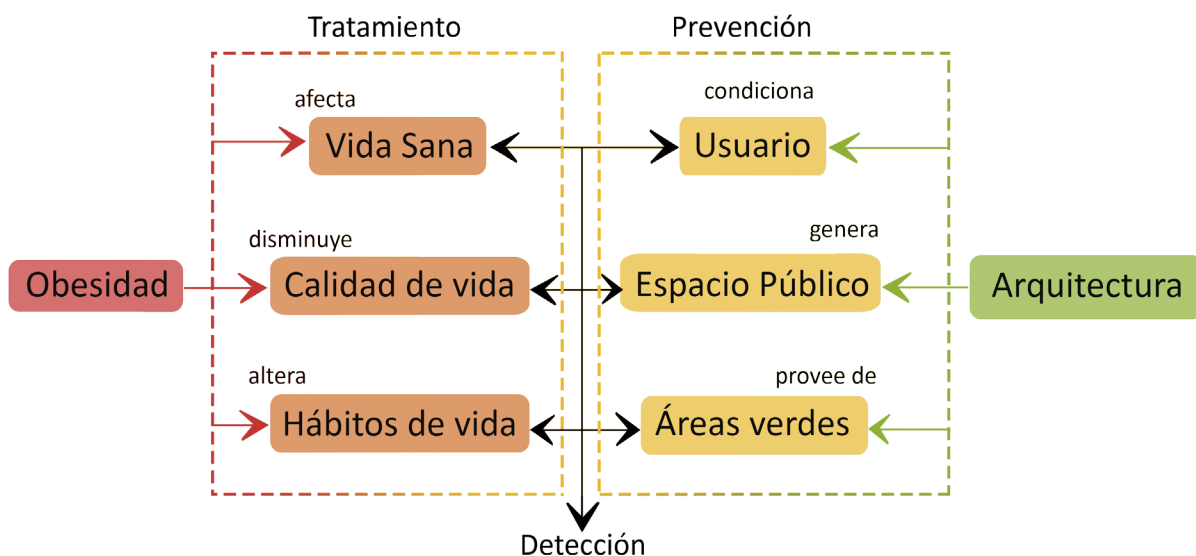 Tratamiento
Prevención
afecta
condiciona
Vida Sana
Usuario
disminuye
genera
Obesidad
Calidad de vida
Espacio Público
Arquitectura
altera
provee de
Hábitos de vida
Áreas verdes
Detección